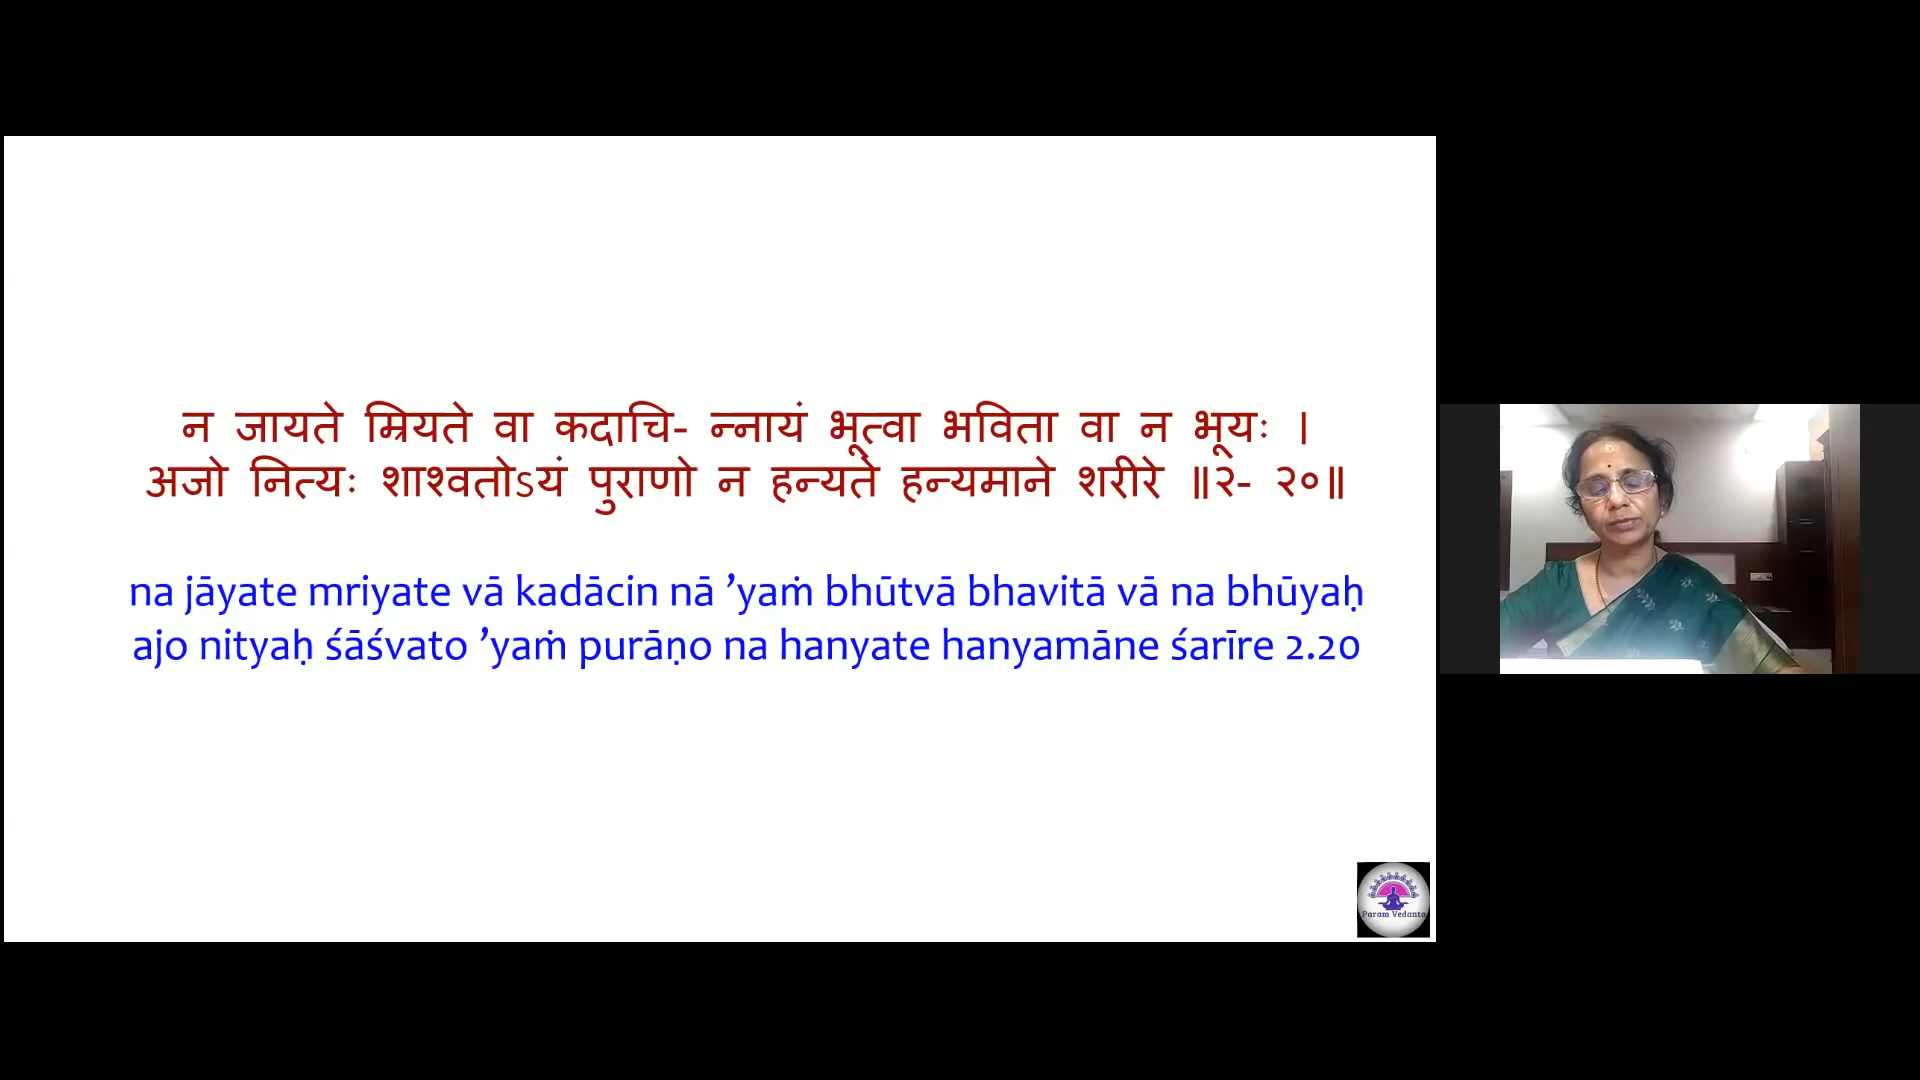 न जायते म्रियते वा कदाचि- न्नायं भूत्वा भविता वा न भूयः ।
अजो नित्यः शाश्वतोऽयं पुराणो न हन्यते हन्यमाने शरीरे ॥२- २०॥
na jāyate mriyate vā kadācin nā ’yaṁ bhūtvā bhavitā vā na bhūyaḥ
ajo nityaḥ śāśvato ’yaṁ purāṇo na hanyate hanyamāne śarīre 2.20
Param Vedanta